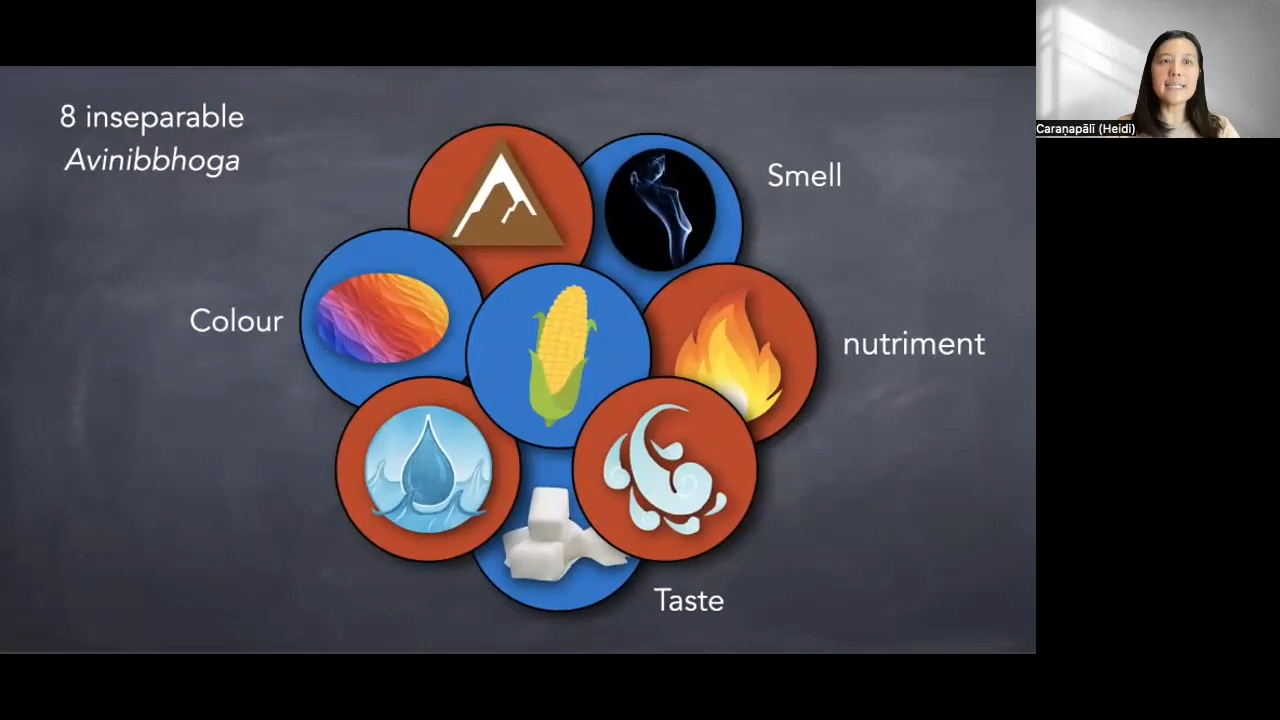 8 inseparable
Avinibbhoga
Smell
Colour
nutriment
Taste
Caraṇapālī (Heidi)